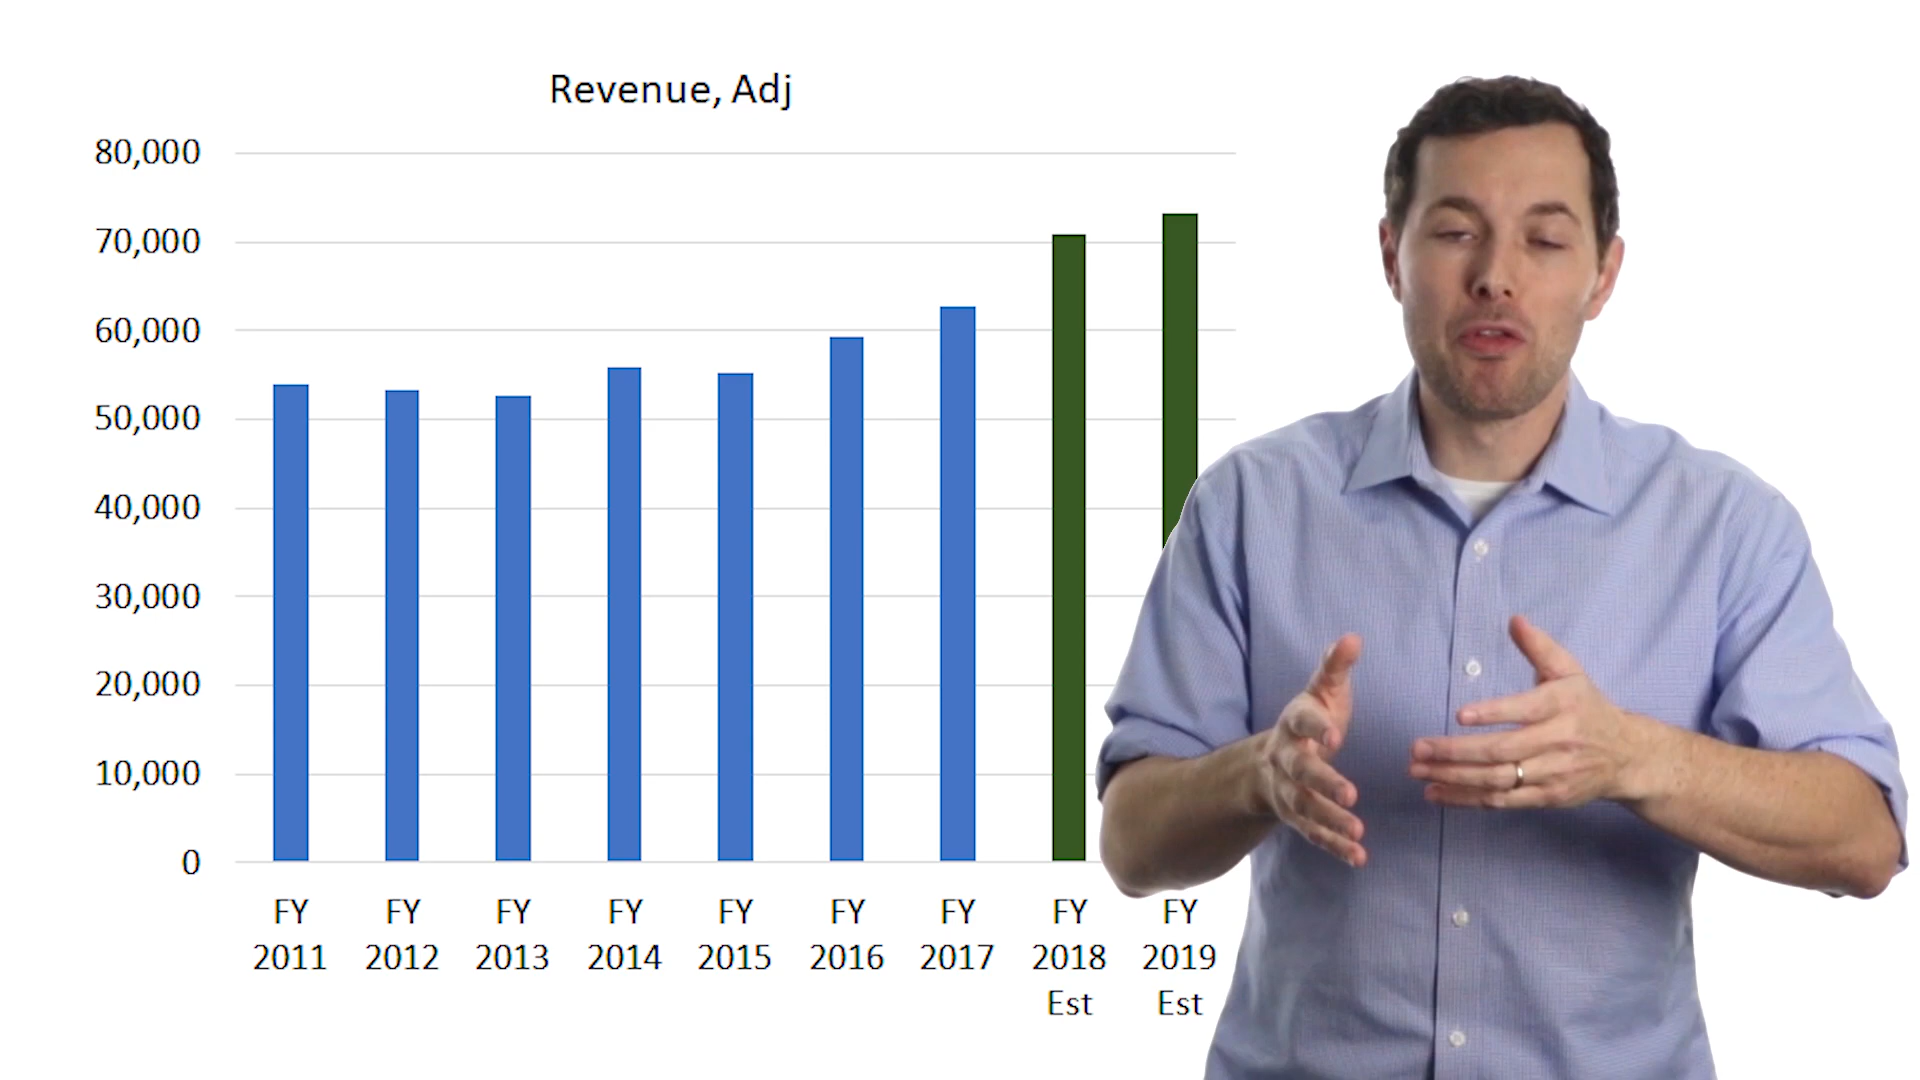 Revenue, Adj
80,000
70,000
60,000
50,000
40,000
30,000
20,000
10,000
0
FY 2011
FY 2012
FY 2013
FY 2014
FY 2015
FY 2016
FY 2017
FY 2018 Est
FY 2019 Est